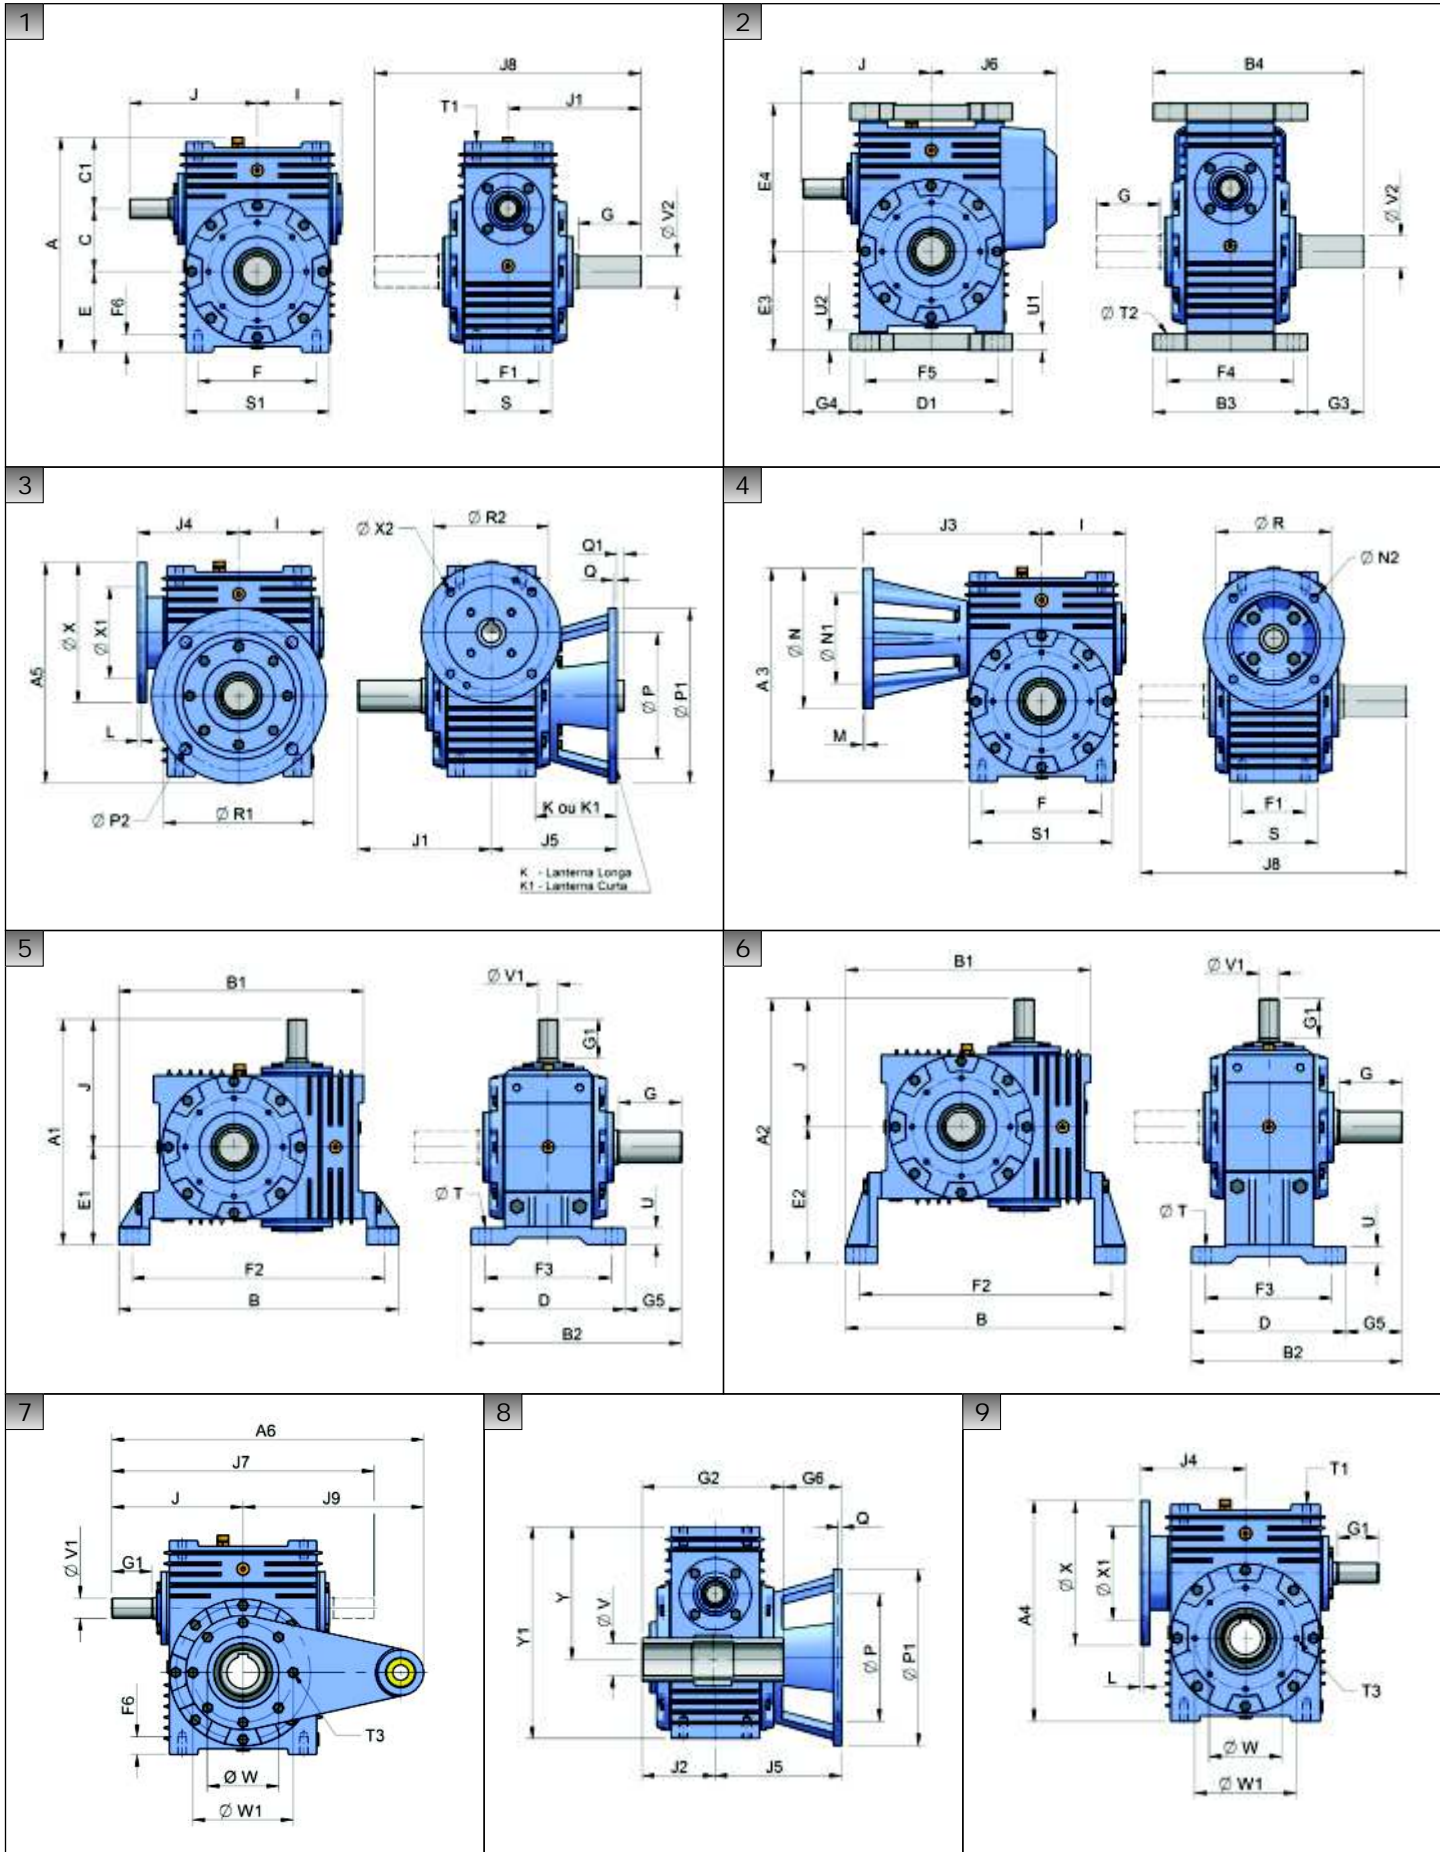 1
J
I
C1
C
A
E
F6
F
S1
J8
T1
J1
G
Ø V2
F1
S
2
J
J6
E4
E3
U2
U1
F5
G4
D1
B4
G
Ø V2
Ø T2
F4
B3
G3
3
J4
I
Ø X
Ø X1
A5
L
Ø P2
Ø R1
Ø X2
Ø R2
Q1
Q
Ø P
Ø P1
K ou K1
J1
J5
K - Lanterna Longa
K1 - Lanterna Curta
4
J3
I
Ø N
Ø N1
A 3
M
F
S1
Ø R
Ø N2
F1
S
J8
5
B1
J
A1
E1
F2
B
Ø V1
G1
G
Ø T
U
F3
D
G5
B2
6
B1
J
A2
E2
F2
B
Ø V1
G1
G
Ø T
U
F3
D
G5
B2
7
A6
J7
J
J9
Ø V1
G1
F6
T3
Ø W
Ø W1
8
G2
G6
Q
Y
Y1
Ø V
Ø P
Ø P1
J2
J5
9
J4
T1
G1
Ø X
Ø X1
A4
L
T3
Ø W
Ø W1